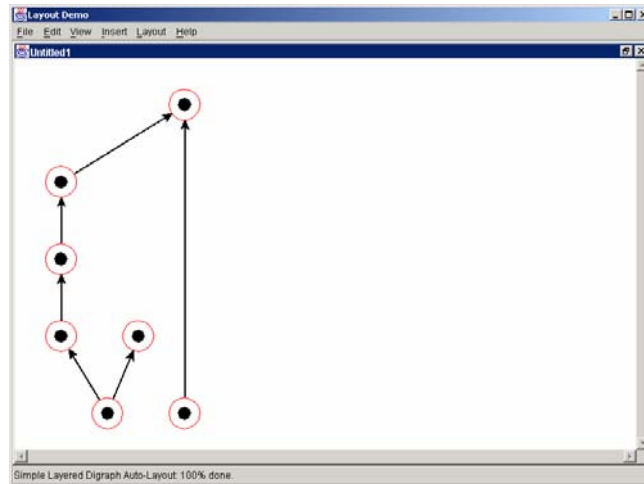 Layout Demo
File Edit View Insert Layout Help
Untitled1
Simple Layered Digraph Auto-Layout: 100% done.